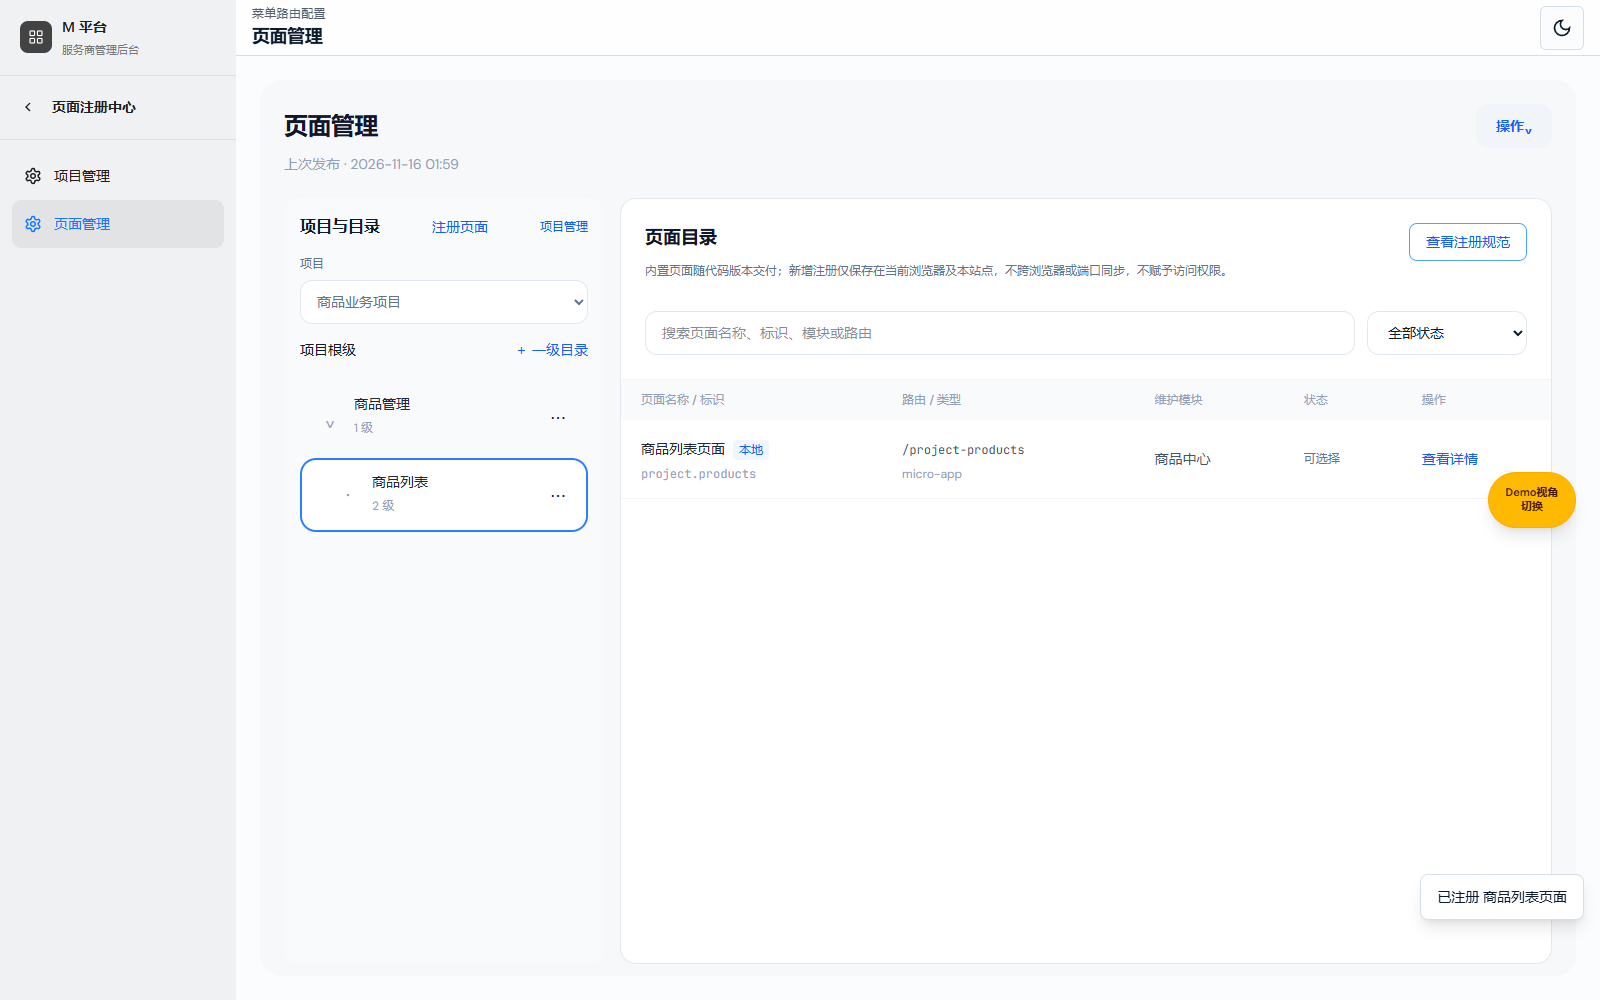 M 平台
服务商管理后台
页面注册中心
项目管理
页面管理
菜单路由配置
页面管理
页面管理
上次发布 · 2026-11-16 01:59
操作v
项目与目录 注册页面 项目管理
项目
商品业务项目
项目根级 + 一级目录
v 商品管理 ...
1 级
· 商品列表 ...
2 级
页面目录
查看注册规范
内置页面随代码版本交付；新增注册仅保存在当前浏览器及本站点，不跨浏览器或端口同步，不赋予访问权限。
搜索页面名称、标识、模块或路由
全部状态
页面名称 / 标识 路由 / 类型 维护模块 状态 操作
商品列表页面 本地 /project-products 商品中心 可选择 查看详情
project.products micro-app
Demo视角
切换
已注册 商品列表页面